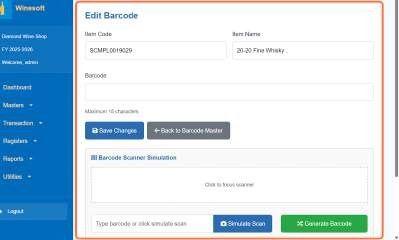 Winesoft
Diamond Wine Shop
FY 2025-2026
Welcome, admin
Dashboard
Masters
Transaction
Registers
Reports
Utilities
Logout
Edit Barcode
Item Code
Item Name
SCMPL0019029
20-20 Fine Whisky .
Barcode
Maximum 15 characters
Save Changes
Back to Barcode Master
Barcode Scanner Simulation
Click to focus scanner
Type barcode or click simulate scan
Simulate Scan
Generate Barcode